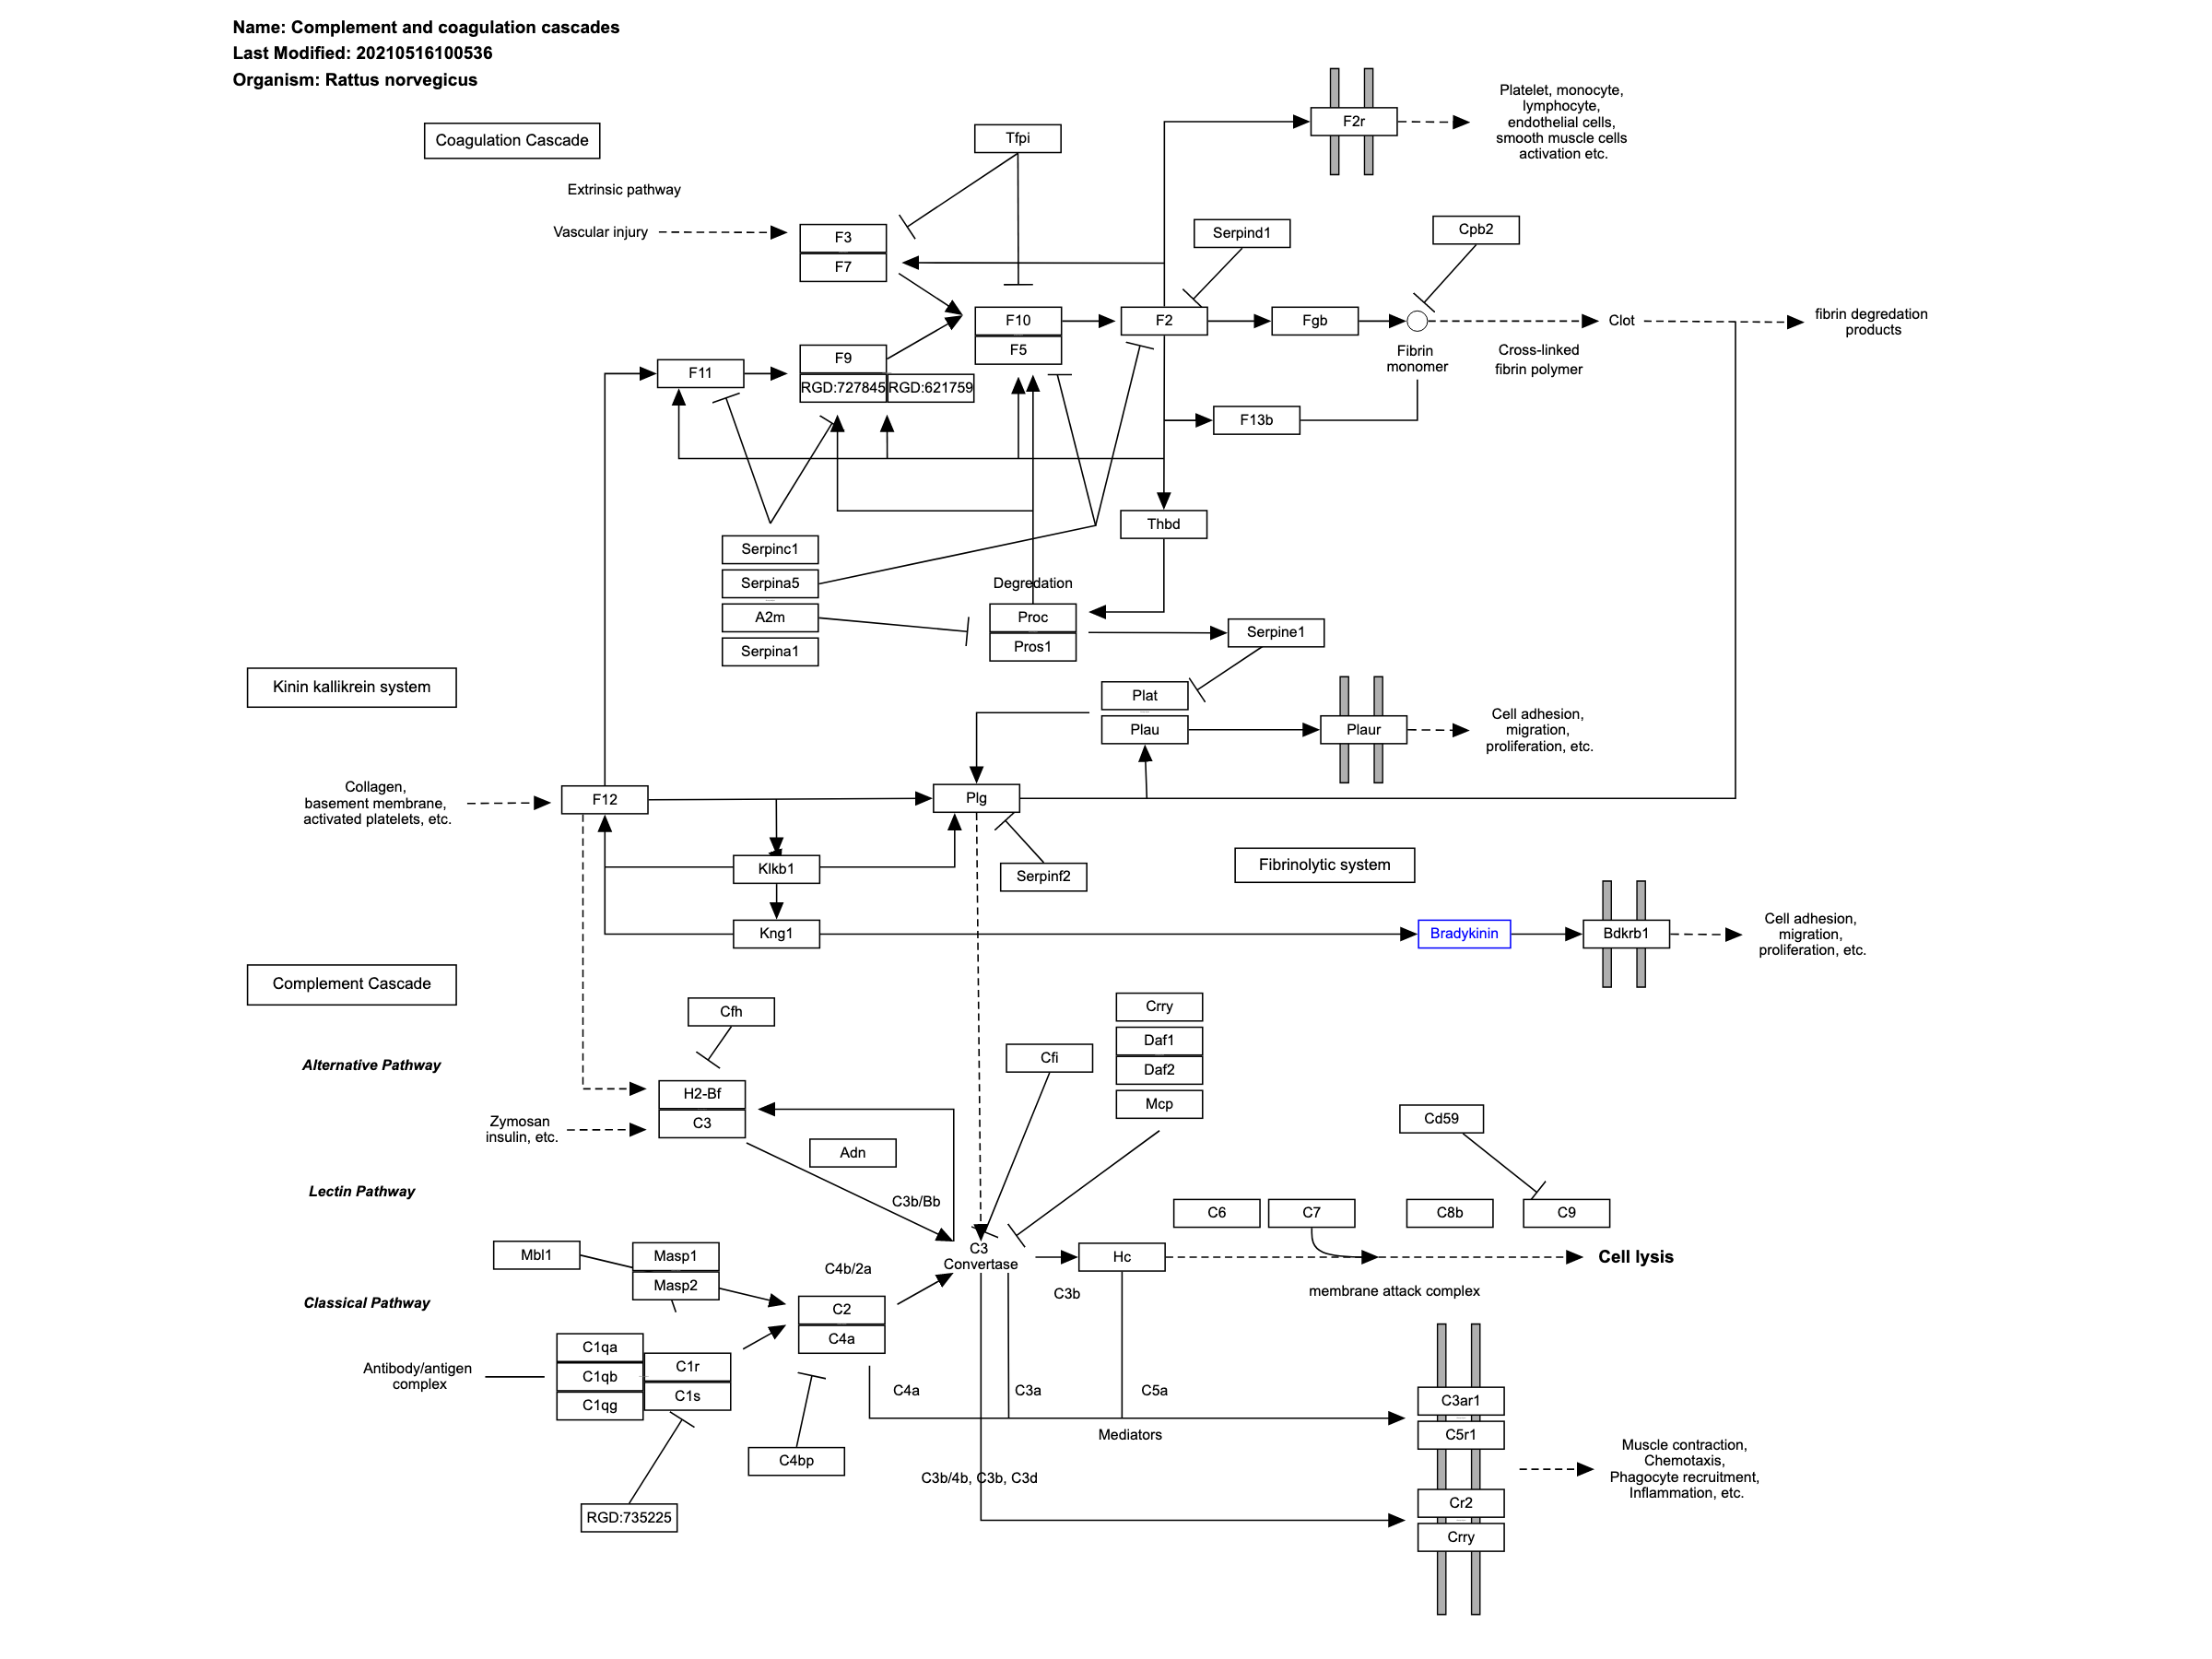 Name: Complement and coagulation cascades
Last Modified: 20210516100536
Organism: Rattus norvegicus
Coagulation Cascade
Extrinsic pathway
Vascular injury
Tfpi
F3
F7
F2r
Platelet, monocyte,
lymphocyte,
endothelial cells,
smooth muscle cells
activation etc.
Serpind1
Cpb2
F10
F5
F2
Fgb
Fibrin
monomer
Cross-linked
fibrin polymer
Clot
fibrin degredation
products
F11
F9
RGD:727845
RGD:621759
F13b
Thbd
Serpinc1
Serpina5
A2m
Serpina1
Degredation
Proc
Pros1
Serpine1
Kinin kallikrein system
Plat
Plau
Plaur
Cell adhesion,
migration,
proliferation, etc.
Collagen,
basement membrane,
activated platelets, etc.
F12
Plg
Klkb1
Serpinf2
Fibrinolytic system
Kng1
Bradykinin
Bdkrb1
Cell adhesion,
migration,
proliferation, etc.
Complement Cascade
Cfh
Crry
Daf1
Daf2
Mcp
Cfi
Alternative Pathway
H2-Bf
C3
Zymosan
insulin, etc.
Adn
C3b/Bb
Cd59
Lectin Pathway
C6
C7
C8b
C9
Mbl1
Masp1
Masp2
C3
Convertase
Hc
Cell lysis
C4b/2a
C3b
membrane attack complex
Classical Pathway
C2
C4a
C1qa
C1qb
C1qg
C1r
C1s
Antibody/antigen
complex
C4a
C3a
C5a
Mediators
C3ar1
C5r1
C4bp
C3b/4b, C3b, C3d
Muscle contraction,
Chemotaxis,
Phagocyte recruitment,
Inflammation, etc.
Cr2
Crry
RGD:735225